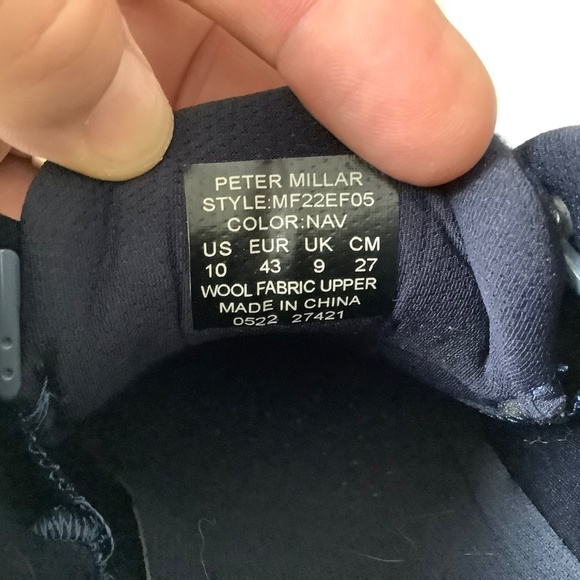 PETER MILLAR
STYLE:MF22EF05
COLOR:NAV
US EUR UK CM
10 43 9 27
WOOL FABRIC UPPER
MADE IN CHINA
0522 27421